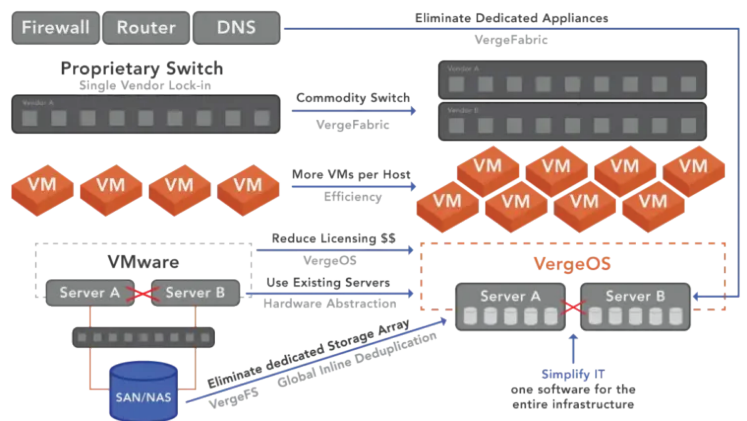 Firewall
Router
DNS
Eliminate Dedicated Appliances
VergeFabric
Proprietary Switch
Single Vendor Lock-in
Vendor A
Commodity Switch
VergeFabric
Vendor A
Vendor B
VM VM VM VM
More VMs per Host
Efficiency
VM VM VM VM
VM VM VM VM
VMware
Server A
Server B
Reduce Licensing $$
VergeOS
Use Existing Servers
Hardware Abstraction
VergeOS
Server A
Server B
SAN/NAS
Eliminate dedicated Storage Array
VergeFS Global Inline Deduplication
Simplify IT
one software for the
entire infrastructure